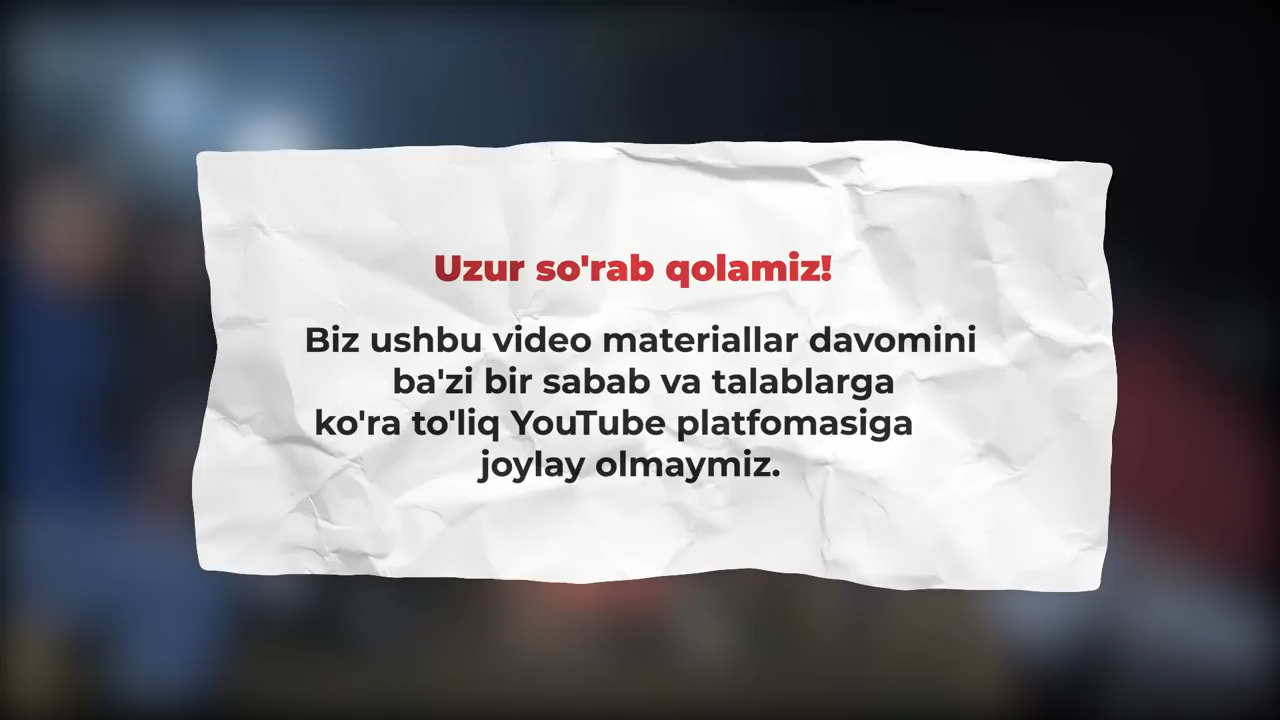 Uzur so'rab qolamiz!
Biz ushbu video materiallar davomini
ba'zi bir sabab va talablarga
ko'ra to'liq YouTube platfomasiga
joylay olmaymiz.